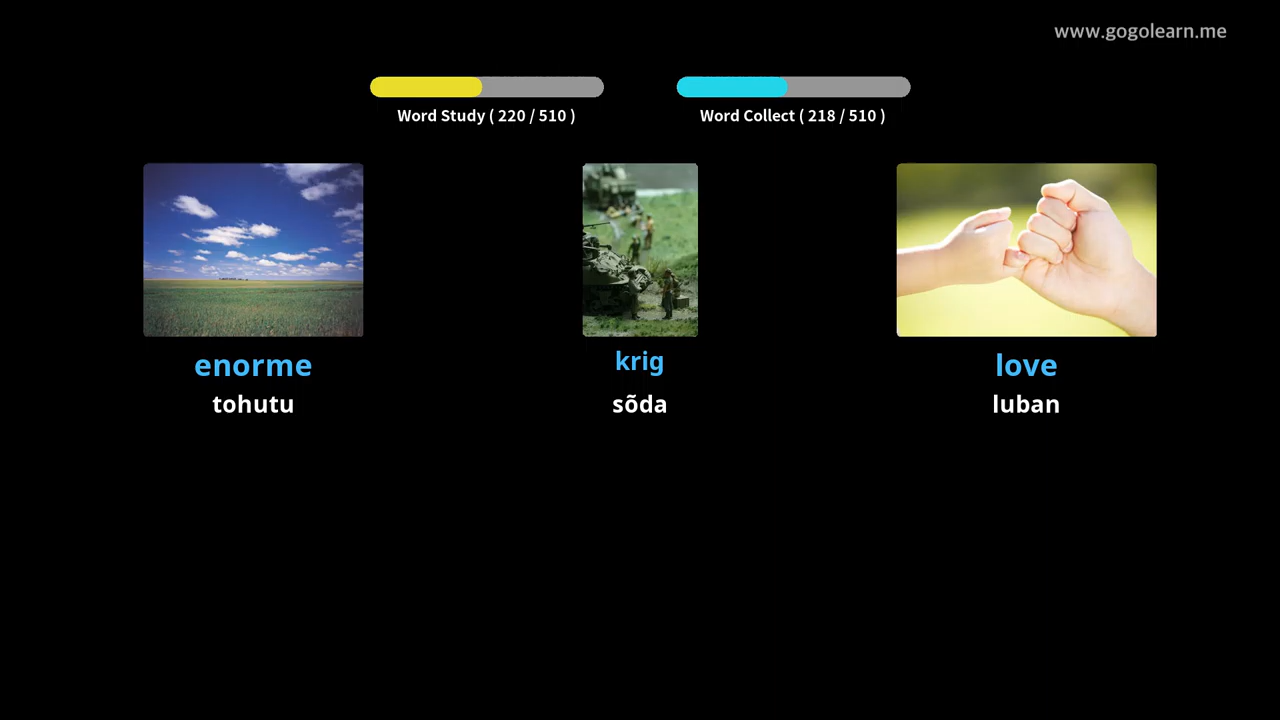 www.gogolearn.me
Word Study ( 220 / 510 )
Word Collect ( 218 / 510 )
enorme
tohutu
krig
sõda
love
luban